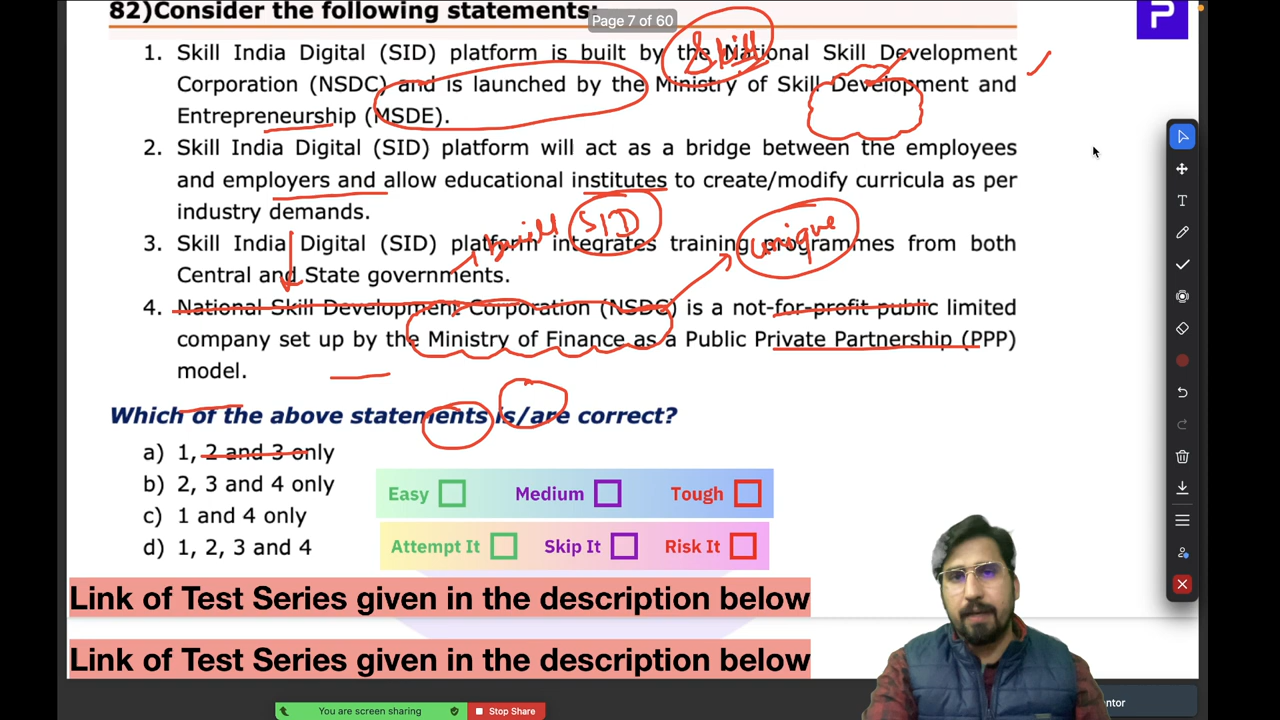 82)Consider the following statements:
Page 7 of 60
P
1. Skill India Digital (SID) platform is built by the National Skill Development
Corporation (NSDC) and is launched by the Ministry of Skill Development and
Entrepreneurship (MSDE).
Skill
2. Skill India Digital (SID) platform will act as a bridge between the employees
and employers and allow educational institutes to create/modify curricula as per
industry demands.
built SID
unique
3. Skill India Digital (SID) platform integrates training programmes from both
Central and State governments.
4. National Skill Development Corporation (NSDC) is a not-for-profit public limited
company set up by the Ministry of Finance as a Public Private Partnership (PPP)
model.
Which of the above statements is/are correct?
a) 1, 2 and 3 only
b) 2, 3 and 4 only
c) 1 and 4 only
d) 1, 2, 3 and 4
Easy Medium Tough
Attempt It Skip It Risk It
Link of Test Series given in the description below
Link of Test Series given in the description below
T
You are screen sharing Stop Share
entor